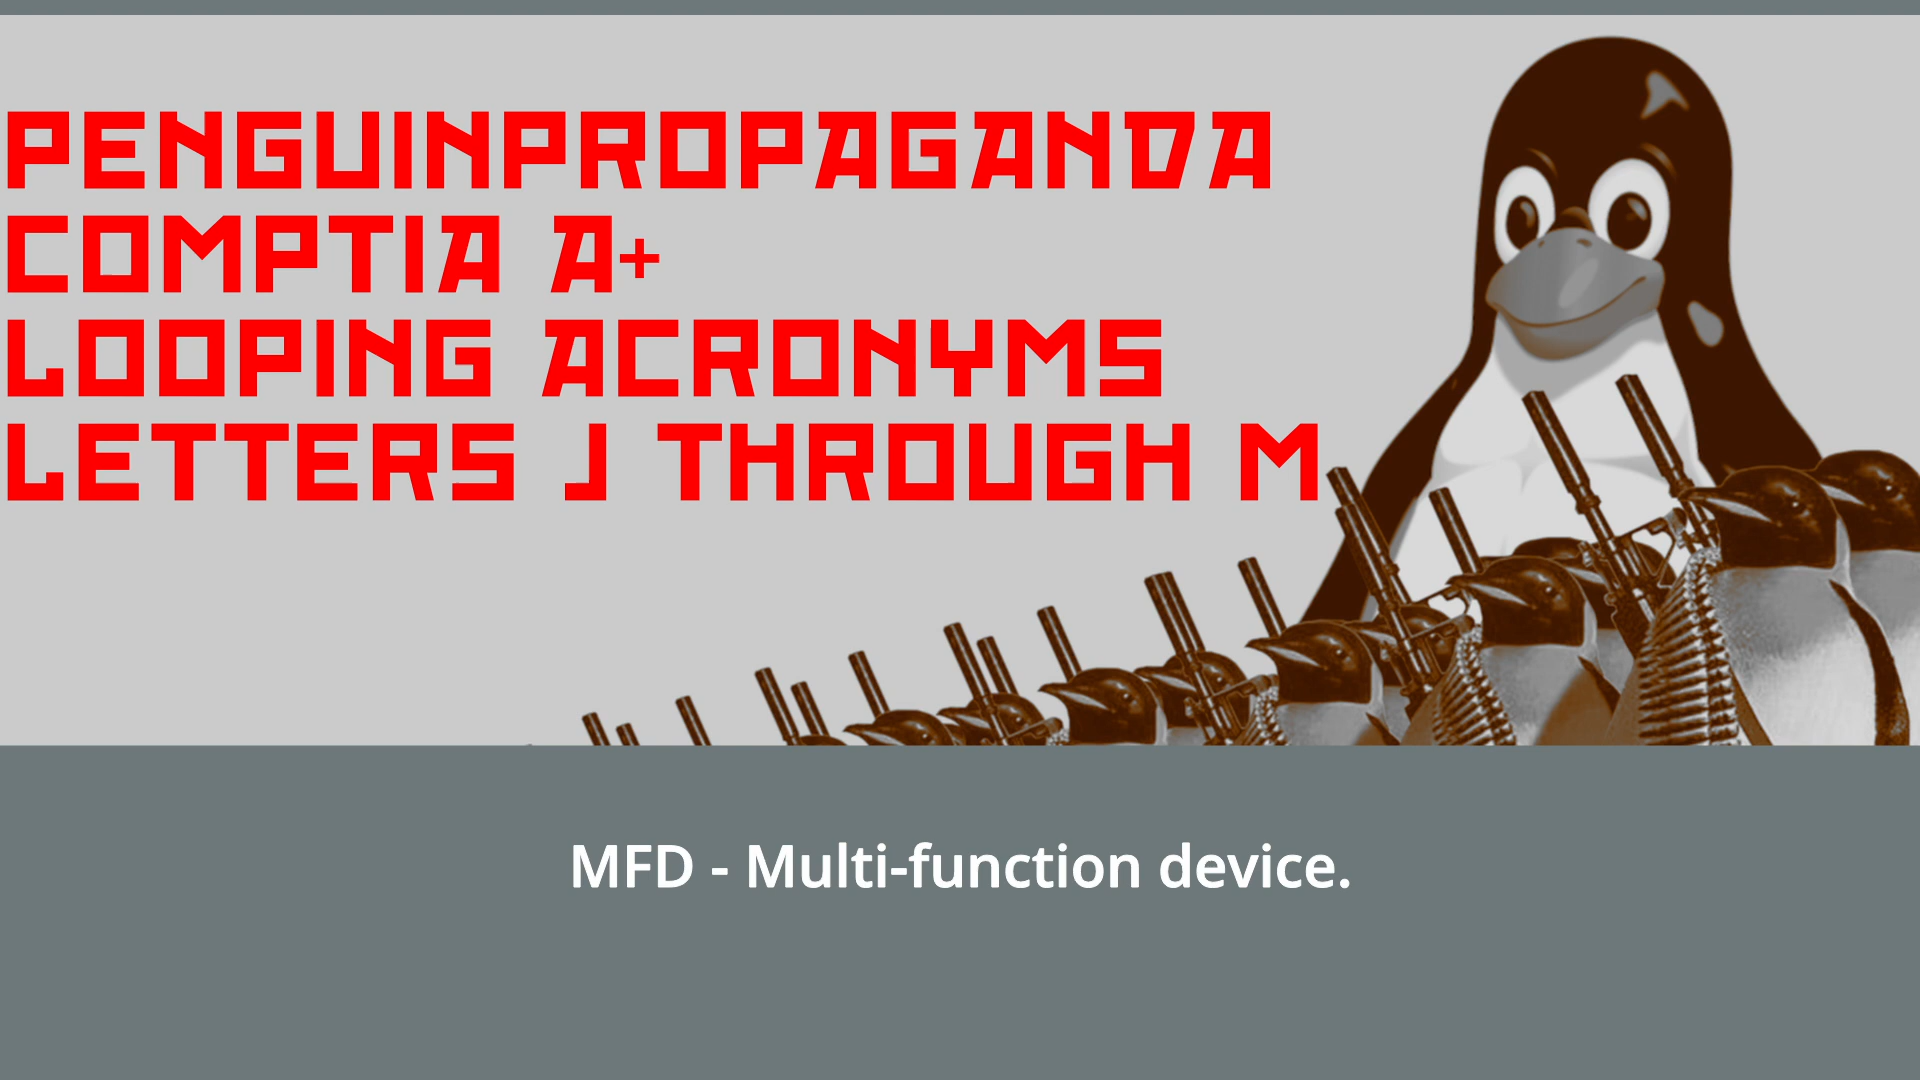 PENGUINPROPAGANDA
COMPTIA A+
LOOPING ACRONYMS
LETTERS J THROUGH M
MFD - Multi-function device.